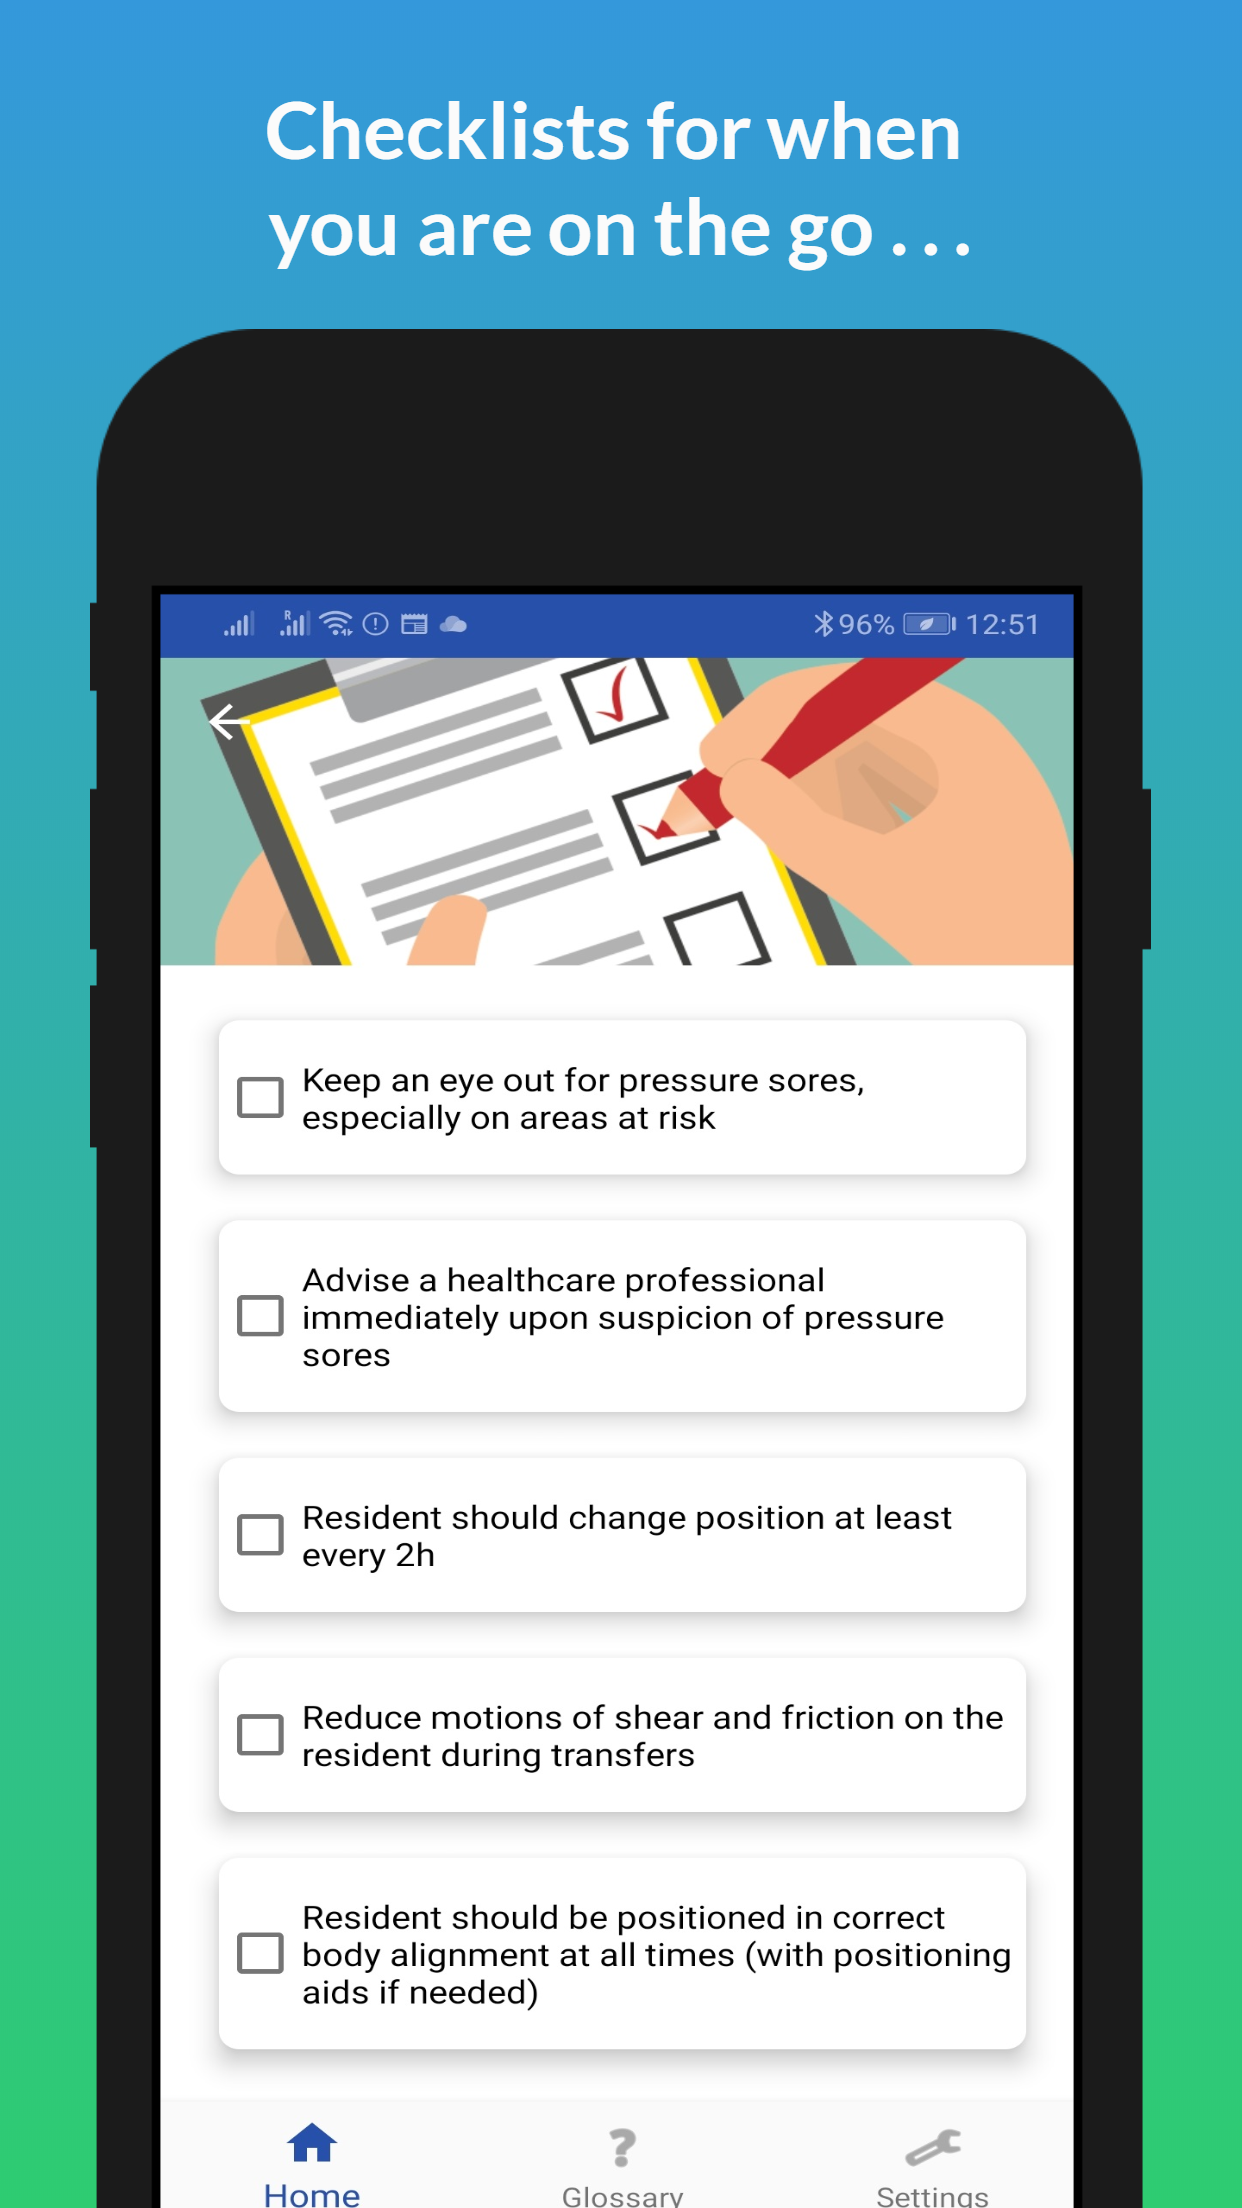 Checklists for when
you are on the go . . .
R
96% 12:51
Keep an eye out for pressure sores,
especially on areas at risk
Advise a healthcare professional
immediately upon suspicion of pressure
sores
Resident should change position at least
every 2h
Reduce motions of shear and friction on the
resident during transfers
Resident should be positioned in correct
body alignment at all times (with positioning
aids if needed)
Home Glossary Settings